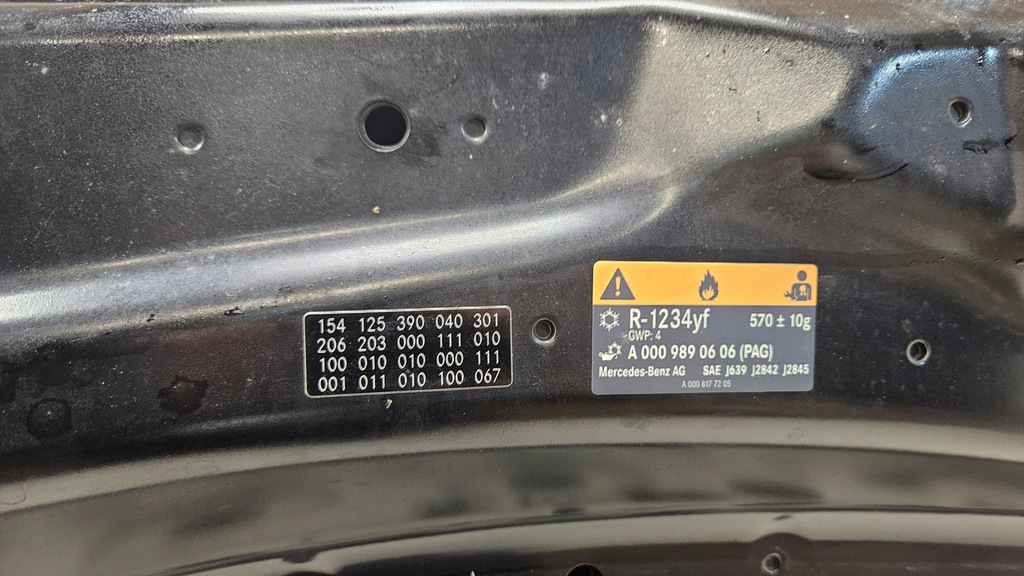 154 125 390 040 301
206 203 000 111 010
100 010 010 000 111
001 011 010 100 067
R-1234yf 570 ± 10g
GWP: 4
A 000 989 06 06 (PAG)
Mercedes-Benz AG SAE J639 J2842 J2845
A 000 817 72 05